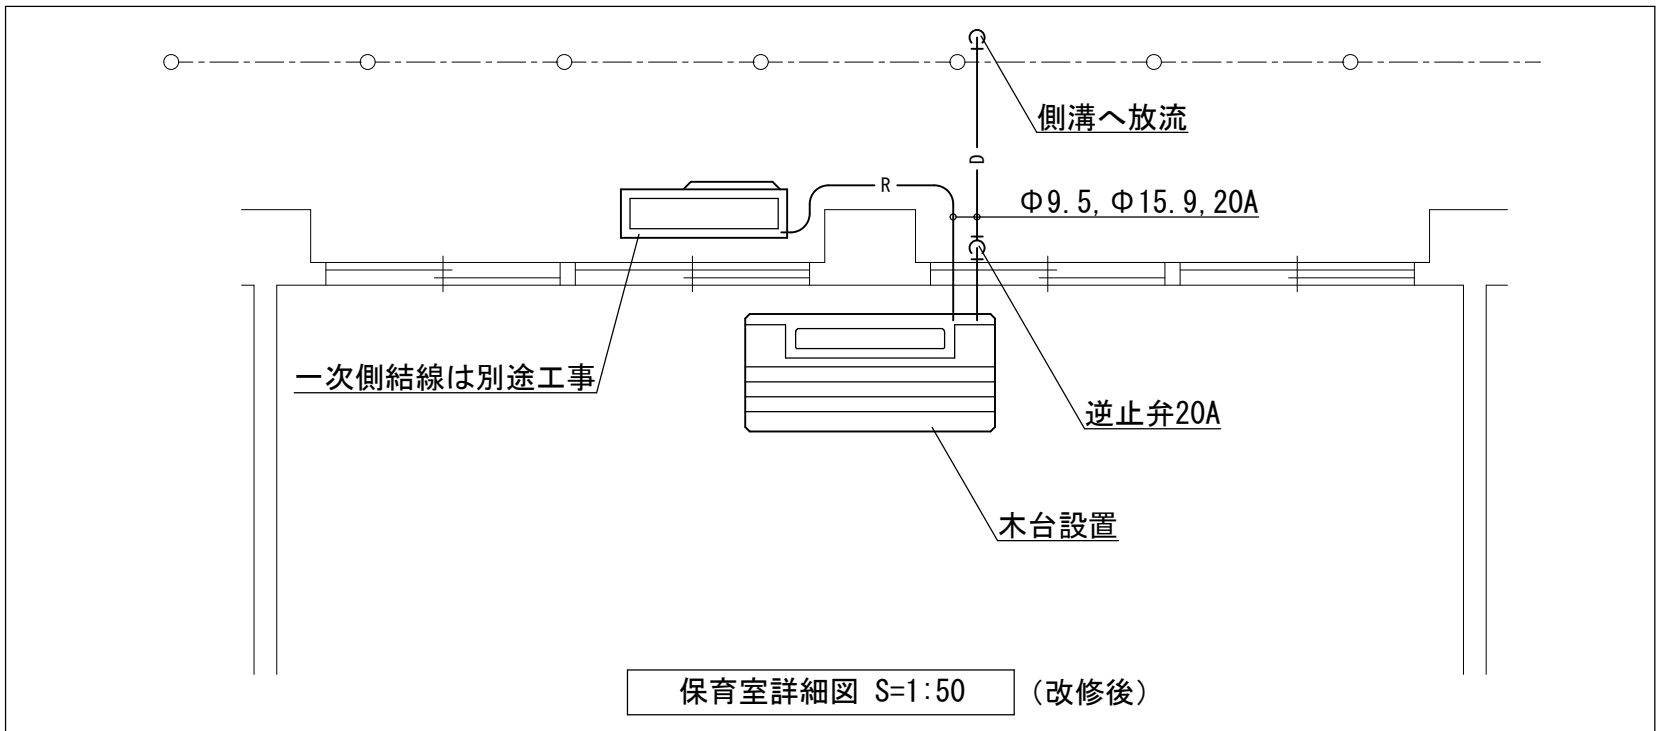 側溝へ放流
D
R
Φ9.5,Φ15.9,20A
一次側結線は別途工事
逆止弁20A
木台設置
保育室詳細図 S=1:50 (改修後)